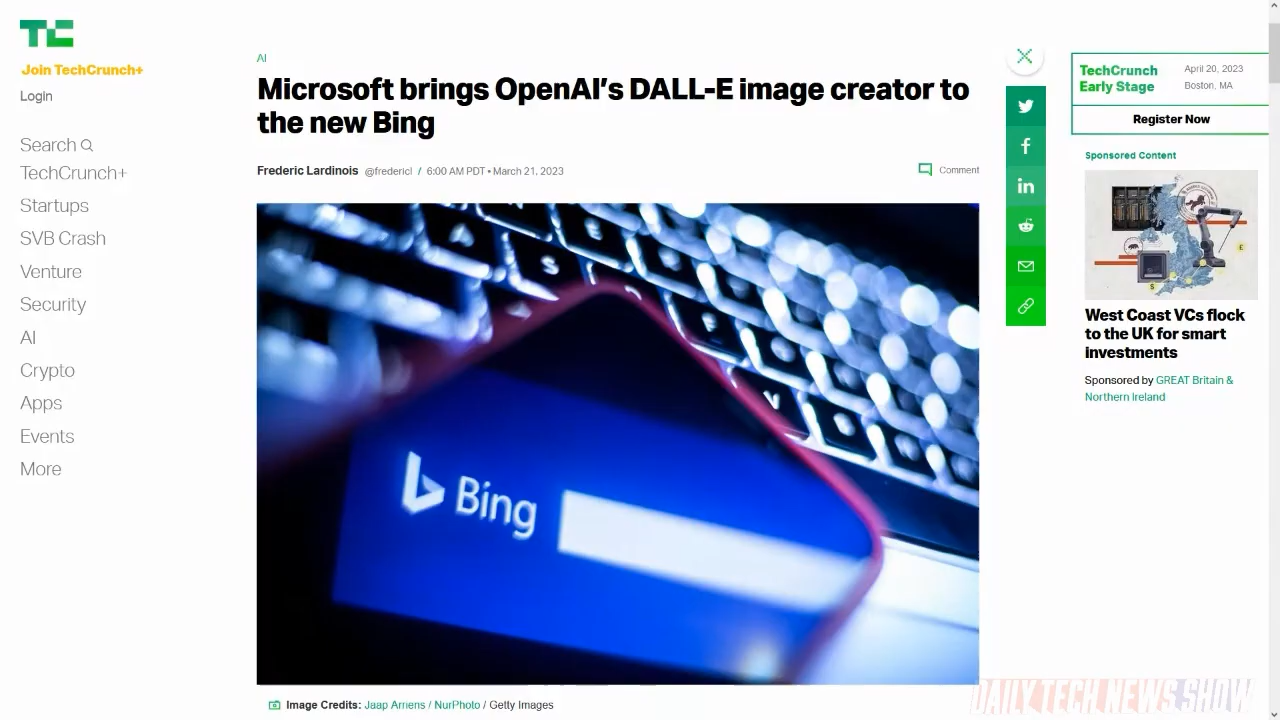 TC
Join TechCrunch+
Login
Search
TechCrunch+
Startups
SVB Crash
Venture
Security
AI
Crypto
Apps
Events
More
AI
Microsoft brings OpenAI's DALL-E image creator to
the new Bing
Frederic Lardinois @fredericl / 6:00 AM PDT • March 21, 2023
Comment
Bing
Image Credits: Jaap Arriens / NurPhoto / Getty Images
TechCrunch
Early Stage
April 20, 2023
Boston, MA
Register Now
Sponsored Content
West Coast VCs flock
to the UK for smart
investments
Sponsored by GREAT Britain &
Northern Ireland
DAILY TECH NEWS SHOW